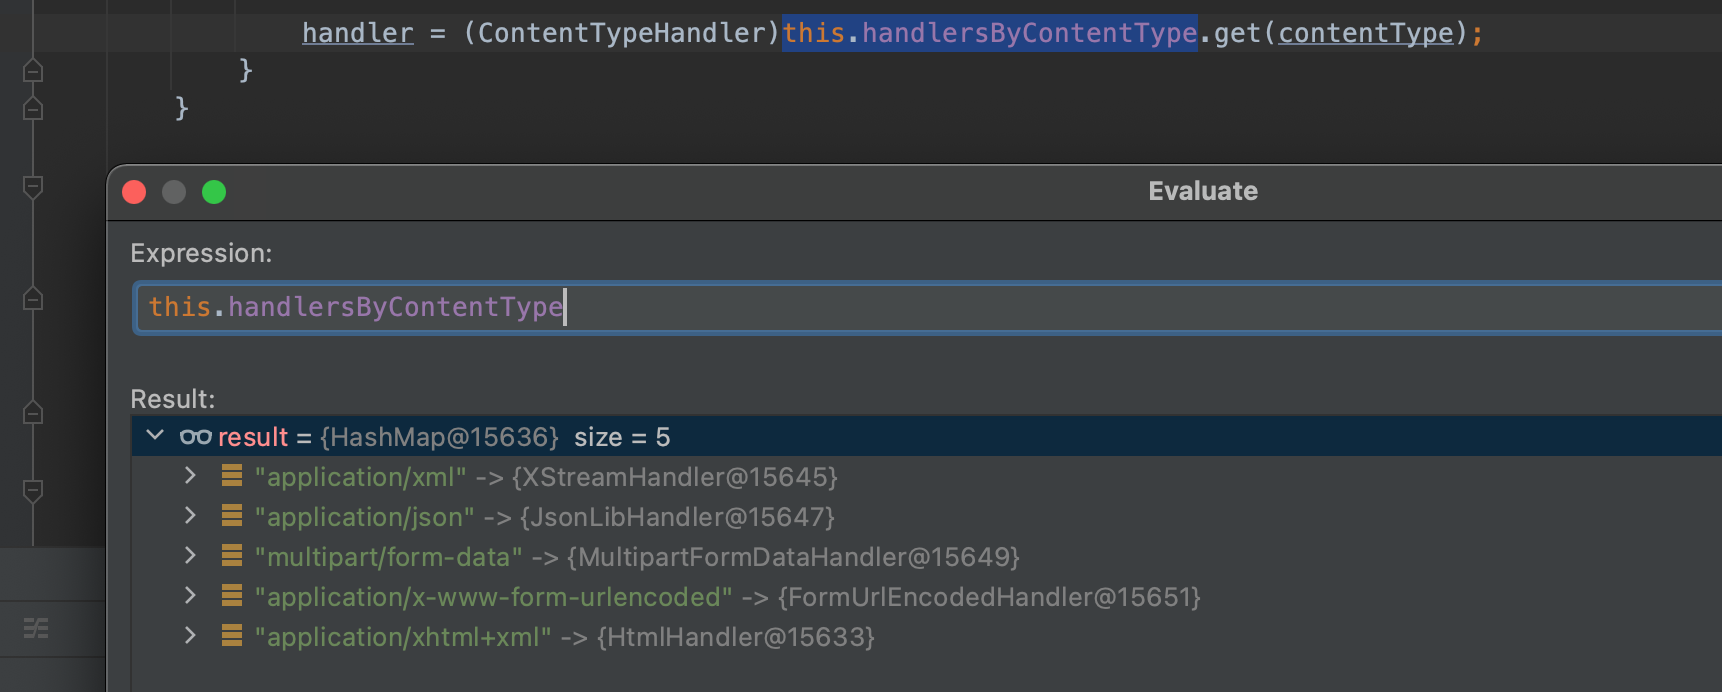 handler = (ContentTypeHandler)this.handlersByContentType.get(contentType);
}
}
Evaluate
Expression:
this.handlersByContentType
Result:
result = {HashMap@15636} size = 5
"application/xml" -> {XStreamHandler@15645}
"application/json" -> {JsonLibHandler@15647}
"multipart/form-data" -> {MultipartFormDataHandler@15649}
"application/x-www-form-urlencoded" -> {FormUrlEncodedHandler@15651}
"application/xhtml+xml" -> {HtmlHandler@15633}